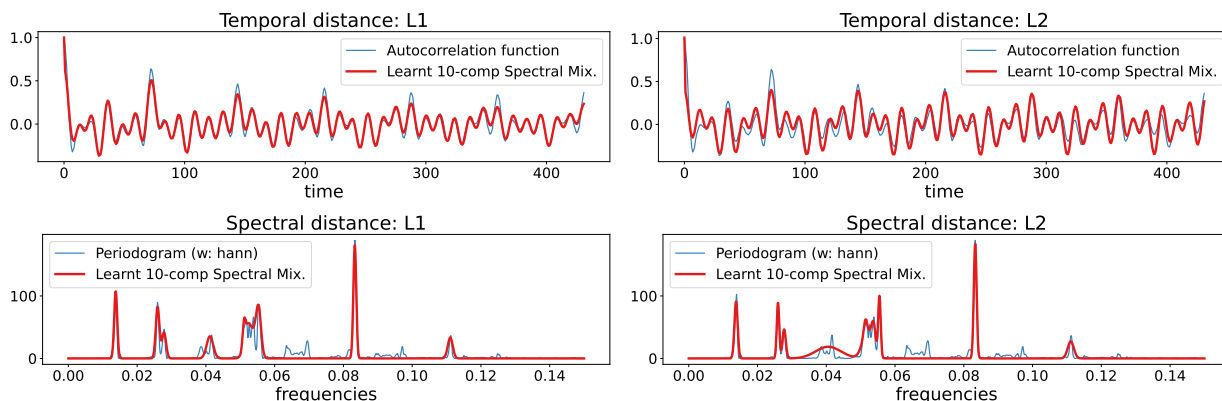 Temporal distance: L1
1.0
0.5
0.0
Autocorrelation function
Learnt 10-comp Spectral Mix.
0 100 200 300 400
time
Temporal distance: L2
1.0
0.5
0.0
Autocorrelation function
Learnt 10-comp Spectral Mix.
0 100 200 300 400
time
Spectral distance: L1
100
0
Periodogram (w: hann)
Learnt 10-comp Spectral Mix.
0.00 0.02 0.04 0.06 0.08 0.10 0.12 0.14
frequencies
Spectral distance: L2
100
0
Periodogram (w: hann)
Learnt 10-comp Spectral Mix.
0.00 0.02 0.04 0.06 0.08 0.10 0.12 0.14
frequencies